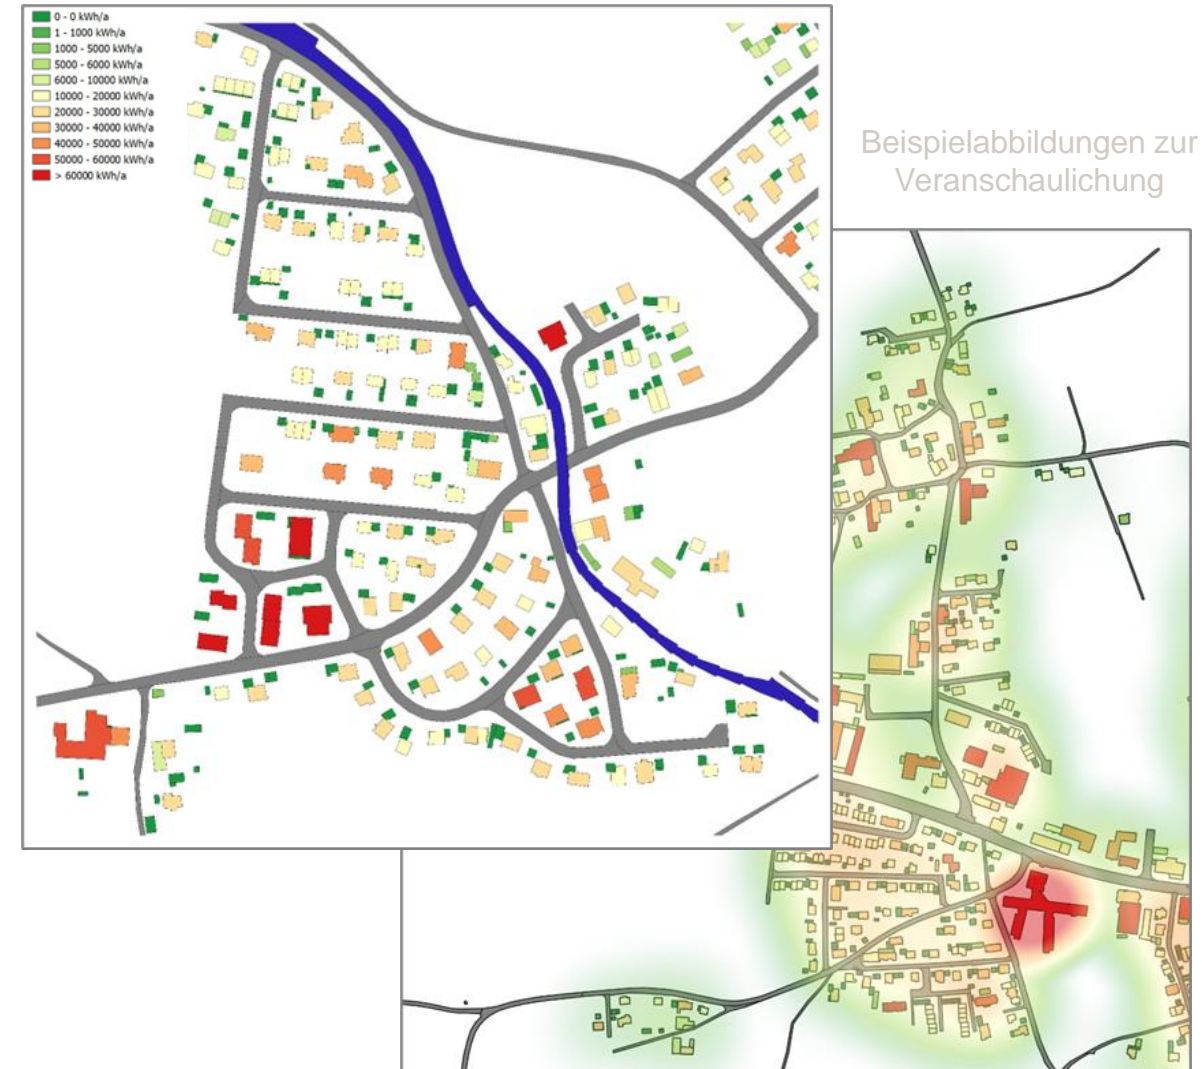 0 - 0 kWh/a
1 - 1000 kWh/a
1000 - 5000 kWh/a
5000 - 6000 kWh/a
6000 - 10000 kWh/a
10000 - 20000 kWh/a
20000 - 30000 kWh/a
30000 - 40000 kWh/a
40000 - 50000 kWh/a
50000 - 60000 kWh/a
> 60000 kWh/a
Beispielabbildungen zur
Veranschaulichung